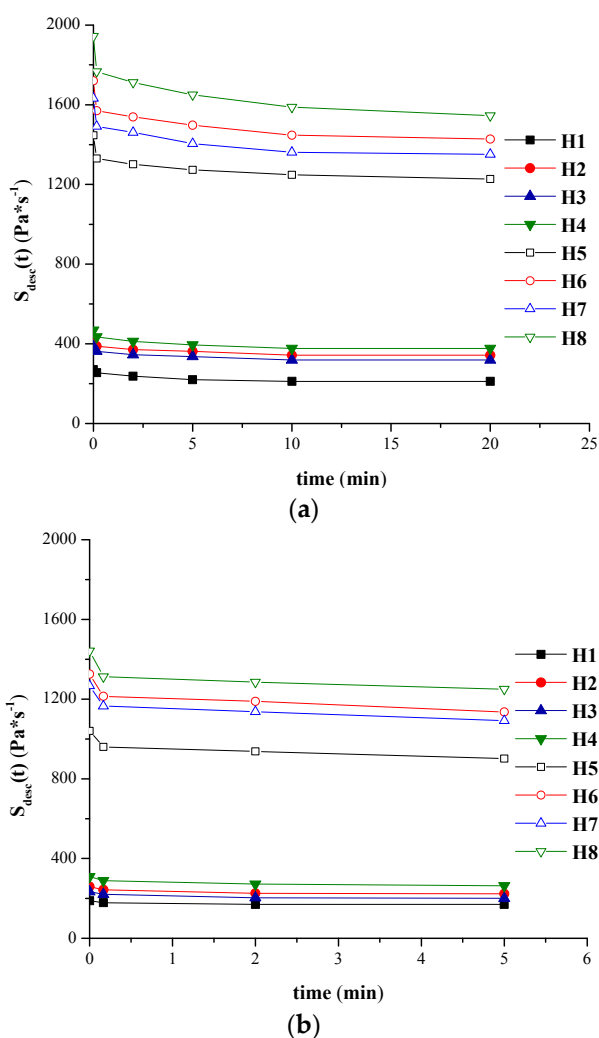 2000
1600
1200
800
400
0
S_desc(t) (Pa*s⁻¹)
H1
H2
H3
H4
H5
H6
H7
H8
0 5 10 15 20 25
time (min)
(a)
2000
1600
1200
800
400
0
S_desc(t) (Pa*s⁻¹)
H1
H2
H3
H4
H5
H6
H7
H8
0 1 2 3 4 5 6
time (min)
(b)